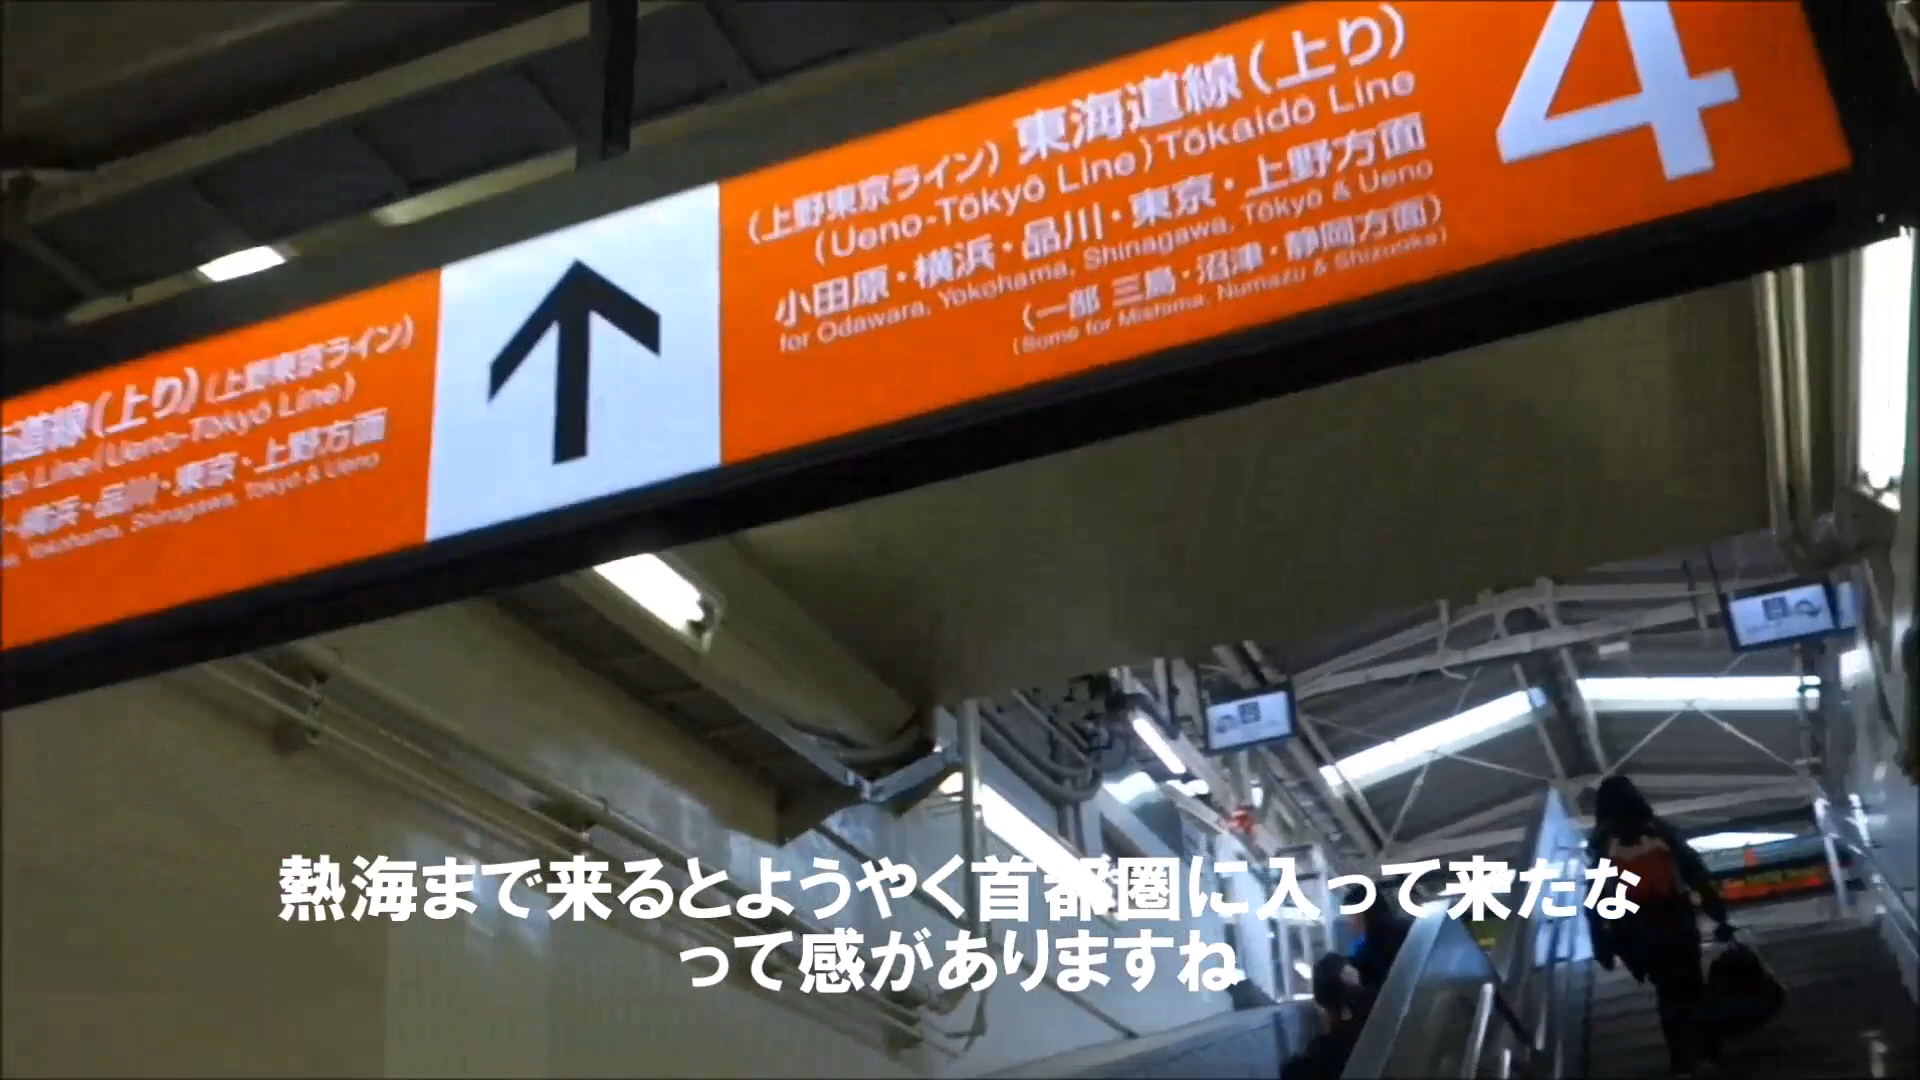 東海道線(上り)
(上野東京ライン)
Tōkaidō Line
(Ueno-Tōkyō Line)
小田原・横浜・品川・東京・上野方面
for Odawara, Yokohama, Shinagawa, Tōkyō & Ueno
(一部 三島・沼津・静岡方面)
(Some for Mishima, Numazu & Shizuoka)
4
道線(上り)(上野東京ライン)
Line(Ueno-Tōkyō Line)
横浜・品川・東京・上野方面
Yokohama, Shinagawa, Tōkyō & Ueno
熱海まで来るとようやく首都圏に入って来たな
って感がありますね